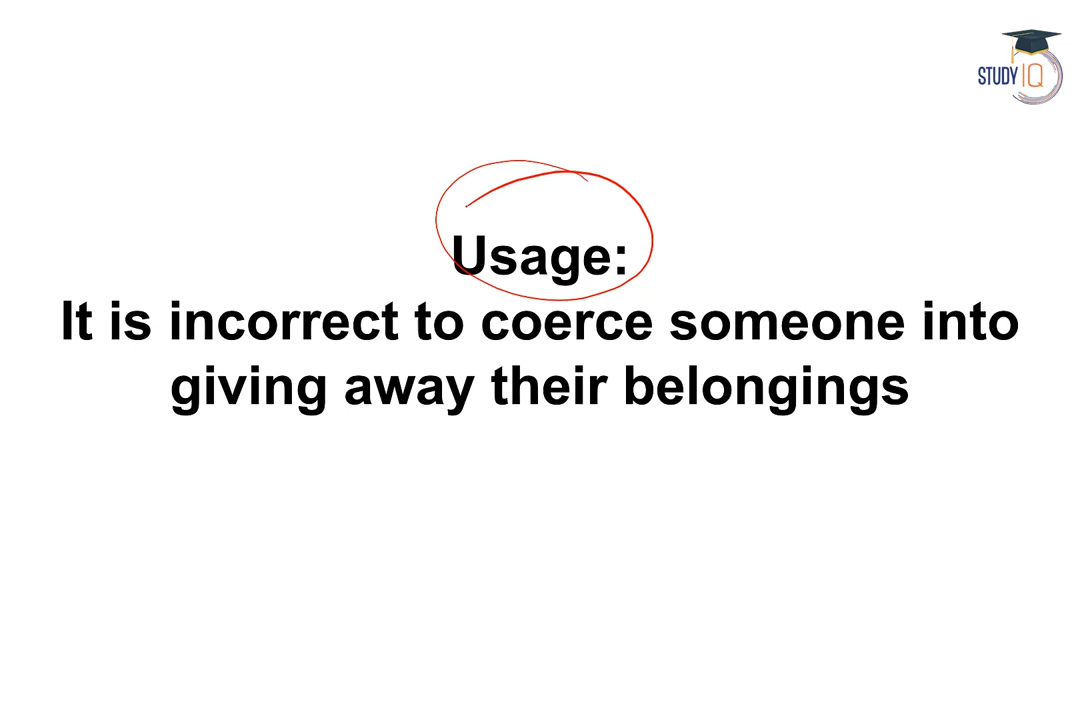 STUDY IQ
Usage:
It is incorrect to coerce someone into
giving away their belongings